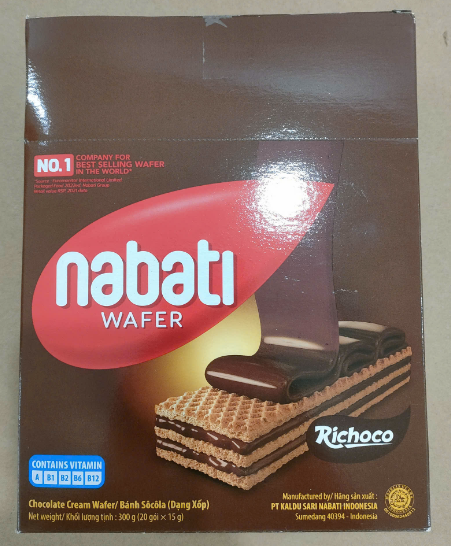 NO.1
COMPANY FOR
BEST SELLING WAFER
IN THE WORLD*
nabati
WAFER
Richoco
CONTAINS VITAMIN
A B1 B2 B6 B12
Chocolate Cream Wafer/ Bánh Sôcôla (Dạng Xốp)
Net weight/ Khối lượng tịnh : 300 g (20 gói × 15 g)
Manufactured by/ Hãng sản xuất :
PT KALDU SARI NABATI INDONESIA
Sumedang 40394 - Indonesia